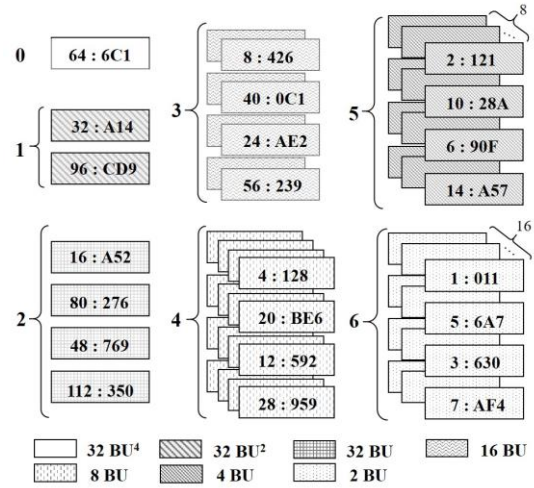 0
64 : 6C1
1
32 : A14
96 : CD9
2
16 : A52
80 : 276
48 : 769
112 : 350
3
8 : 426
40 : 0C1
24 : AE2
56 : 239
4
4 : 128
20 : BE6
12 : 592
28 : 959
5
8
2 : 121
10 : 28A
6 : 90F
14 : A57
6
16
1 : 011
5 : 6A7
3 : 630
7 : AF4
32 BU⁴ 32 BU² 32 BU 16 BU
8 BU 4 BU 2 BU